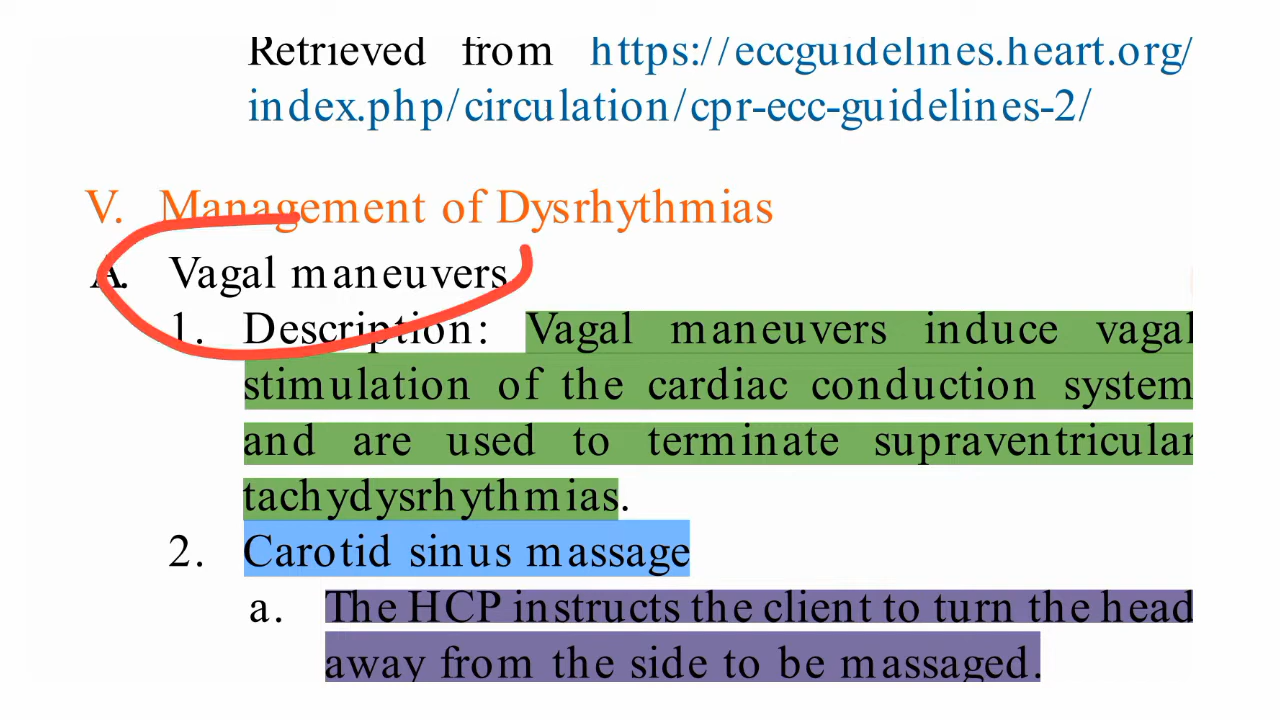 Retrieved from https://eccguidelines.heart.org/
index.php/circulation/cpr-ecc-guidelines-2/
V. Management of Dysrhythmias
A. Vagal maneuvers
1. Description: Vagal maneuvers induce vagal
stimulation of the cardiac conduction system
and are used to terminate supraventricular
tachydysrhythmias.
2. Carotid sinus massage
a. The HCP instructs the client to turn the head
away from the side to be massaged.